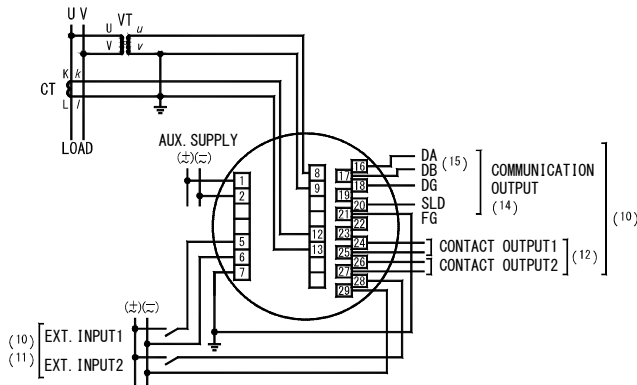 U V
VT
U u
V v
K k
CT
L l
LOAD
AUX. SUPPLY
(±) (∓)
1
2
5
6
7
8
9
12
13
16
17
18
19
20
21
22
23
24
25
26
27
28
29
DA
DB (15)
DG
SLD
FG
COMMUNICATION
OUTPUT
(14)
(10)
CONTACT OUTPUT1
CONTACT OUTPUT2
(12)
(±) (∓)
(10) EXT. INPUT1
(11) EXT. INPUT2